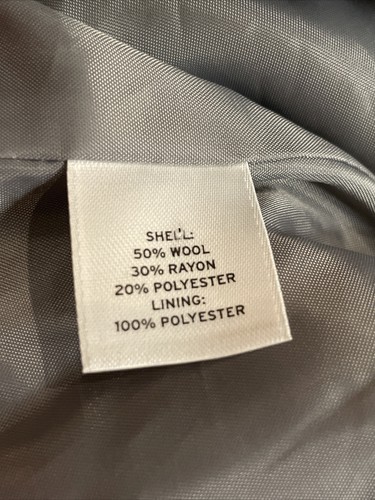 SHELL:
50% WOOL
30% RAYON
20% POLYESTER
LINING:
100% POLYESTER